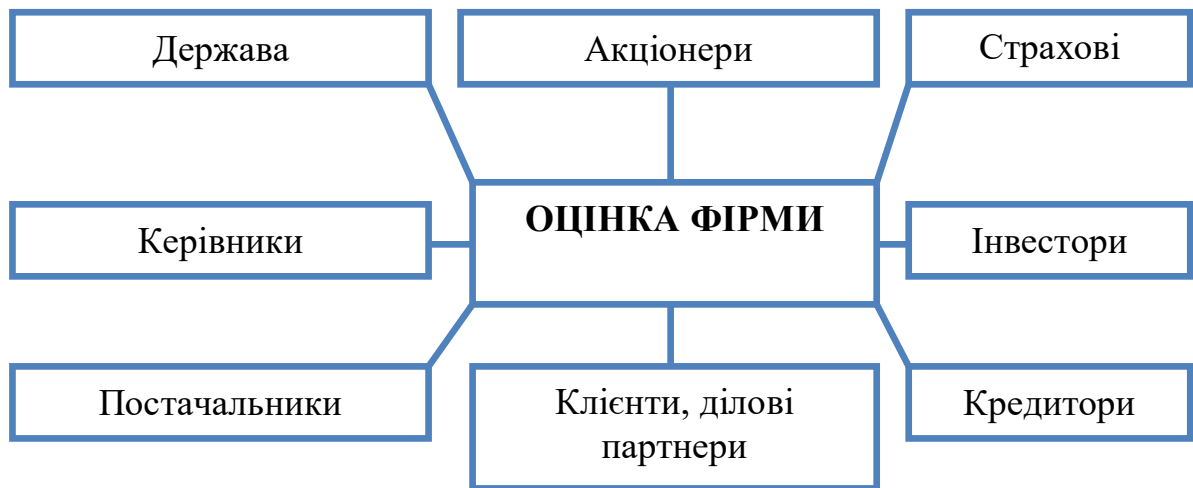 Держава
Акціонери
Страхові
Керівники
ОЦІНКА ФІРМИ
Інвестори
Постачальники
Клієнти, ділові
партнери
Кредитори